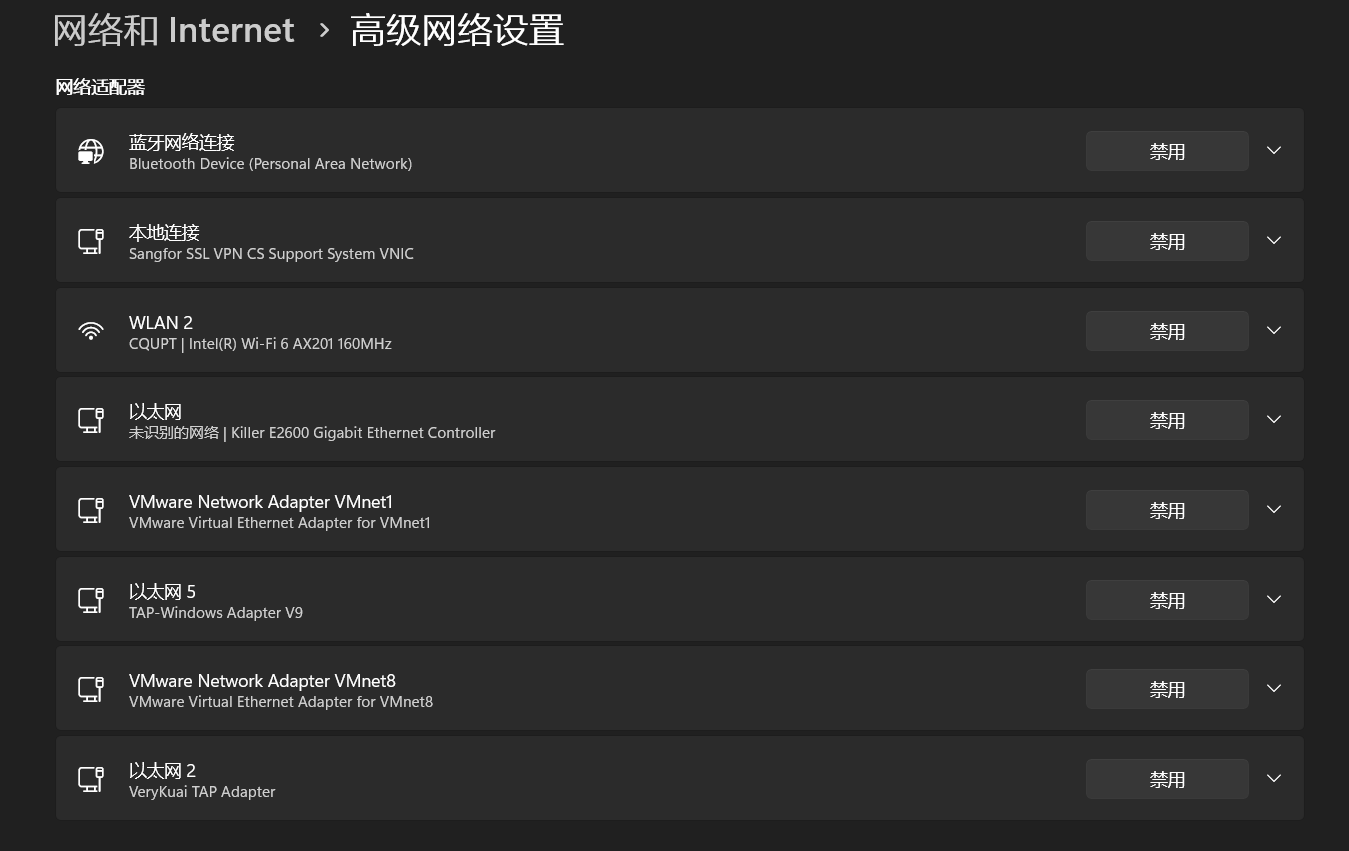 网络和 Internet › 高级网络设置
网络适配器
蓝牙网络连接
Bluetooth Device (Personal Area Network)
禁用
本地连接
Sangfor SSL VPN CS Support System VNIC
禁用
WLAN 2
CQUPT | Intel(R) Wi-Fi 6 AX201 160MHz
禁用
以太网
未识别的网络 | Killer E2600 Gigabit Ethernet Controller
禁用
VMware Network Adapter VMnet1
VMware Virtual Ethernet Adapter for VMnet1
禁用
以太网 5
TAP-Windows Adapter V9
禁用
VMware Network Adapter VMnet8
VMware Virtual Ethernet Adapter for VMnet8
禁用
以太网 2
VeryKuai TAP Adapter
禁用